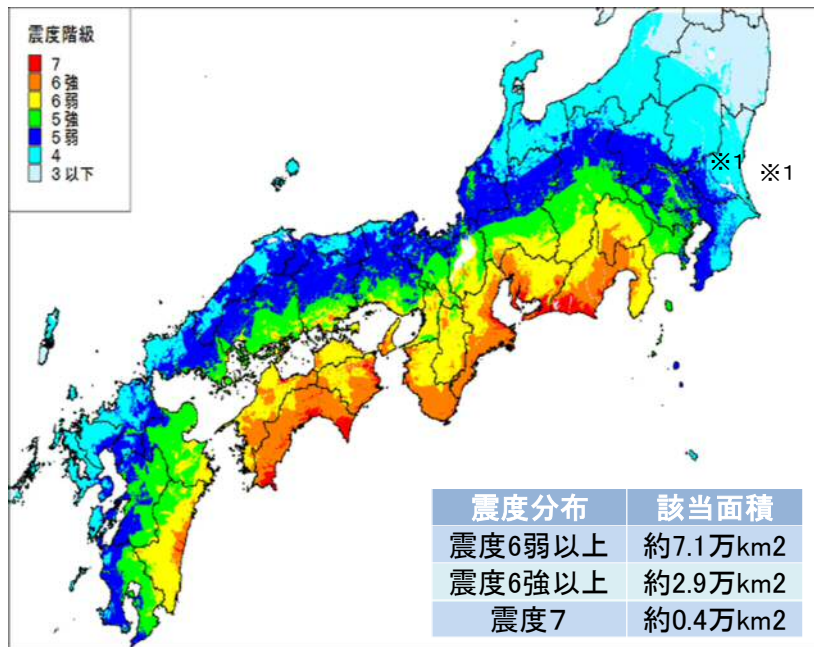 震度階級
7
6強
6弱
5強
5弱
4
3以下
※1
※1
震度分布 該当面積
震度6弱以上 約7.1万km2
震度6強以上 約2.9万km2
震度7 約0.4万km2